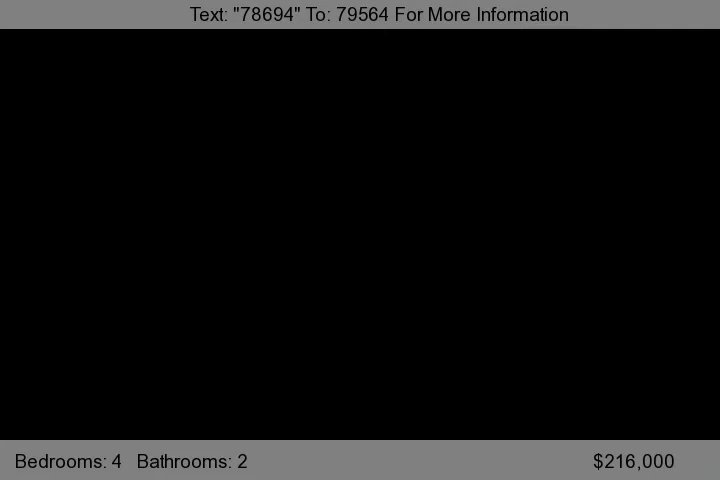 Text: "78694" To: 79564 For More Information
Bedrooms: 4 Bathrooms: 2 $216,000